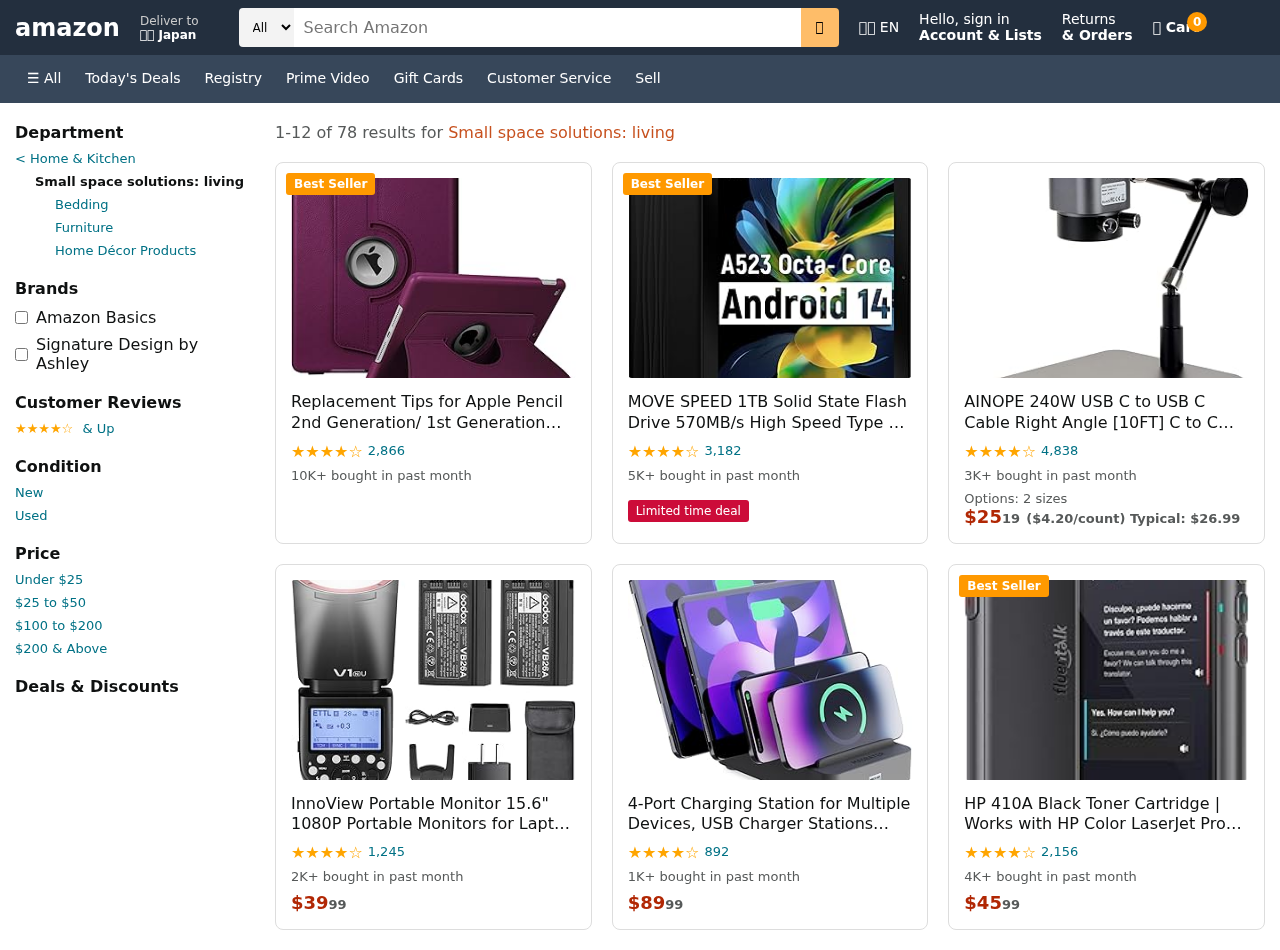 amazon
Deliver to
Japan
All
Search Amazon
EN
Hello, sign in
Account & Lists
Returns
& Orders
0
☰ All
Today's Deals
Registry
Prime Video
Gift Cards
Customer Service
Sell
Department
< Home & Kitchen
Small space solutions: living
Bedding
Furniture
Home Décor Products
Brands
Amazon Basics
Signature Design by
Ashley
Customer Reviews
★★★★☆ & Up
Condition
New
Used
Price
Under $25
$25 to $50
$100 to $200
$200 & Above
Deals & Discounts
1-12 of 78 results for Small space solutions: living
Best Seller
Replacement Tips for Apple Pencil
2nd Generation/ 1st Generation…
★★★★☆ 2,866
10K+ bought in past month
Best Seller
A523 Octa- Core
Android 14
MOVE SPEED 1TB Solid State Flash
Drive 570MB/s High Speed Type …
★★★★☆ 3,182
5K+ bought in past month
Limited time deal
AINOPE 240W USB C to USB C
Cable Right Angle [10FT] C to C…
★★★★☆ 4,838
3K+ bought in past month
Options: 2 sizes
$25 19 ($4.20/count) Typical: $26.99
V1
Godox
VB26A
Godox
VB26A
ETTL
+0.3
InnoView Portable Monitor 15.6"
1080P Portable Monitors for Lapt…
★★★★☆ 1,245
2K+ bought in past month
$39 99
4-Port Charging Station for Multiple
Devices, USB Charger Stations…
★★★★☆ 892
1K+ bought in past month
$89 99
Best Seller
fluentalk
Disculpe, ¿puede hacerme
un favor? Podemos hablar a
través de este traductor.
Excuse me, can you do me a
favor? We can talk through this
translator.
Yes. How can I help you?
Sí. ¿Cómo puedo ayudarle?
HP 410A Black Toner Cartridge |
Works with HP Color LaserJet Pro…
★★★★☆ 2,156
4K+ bought in past month
$45 99